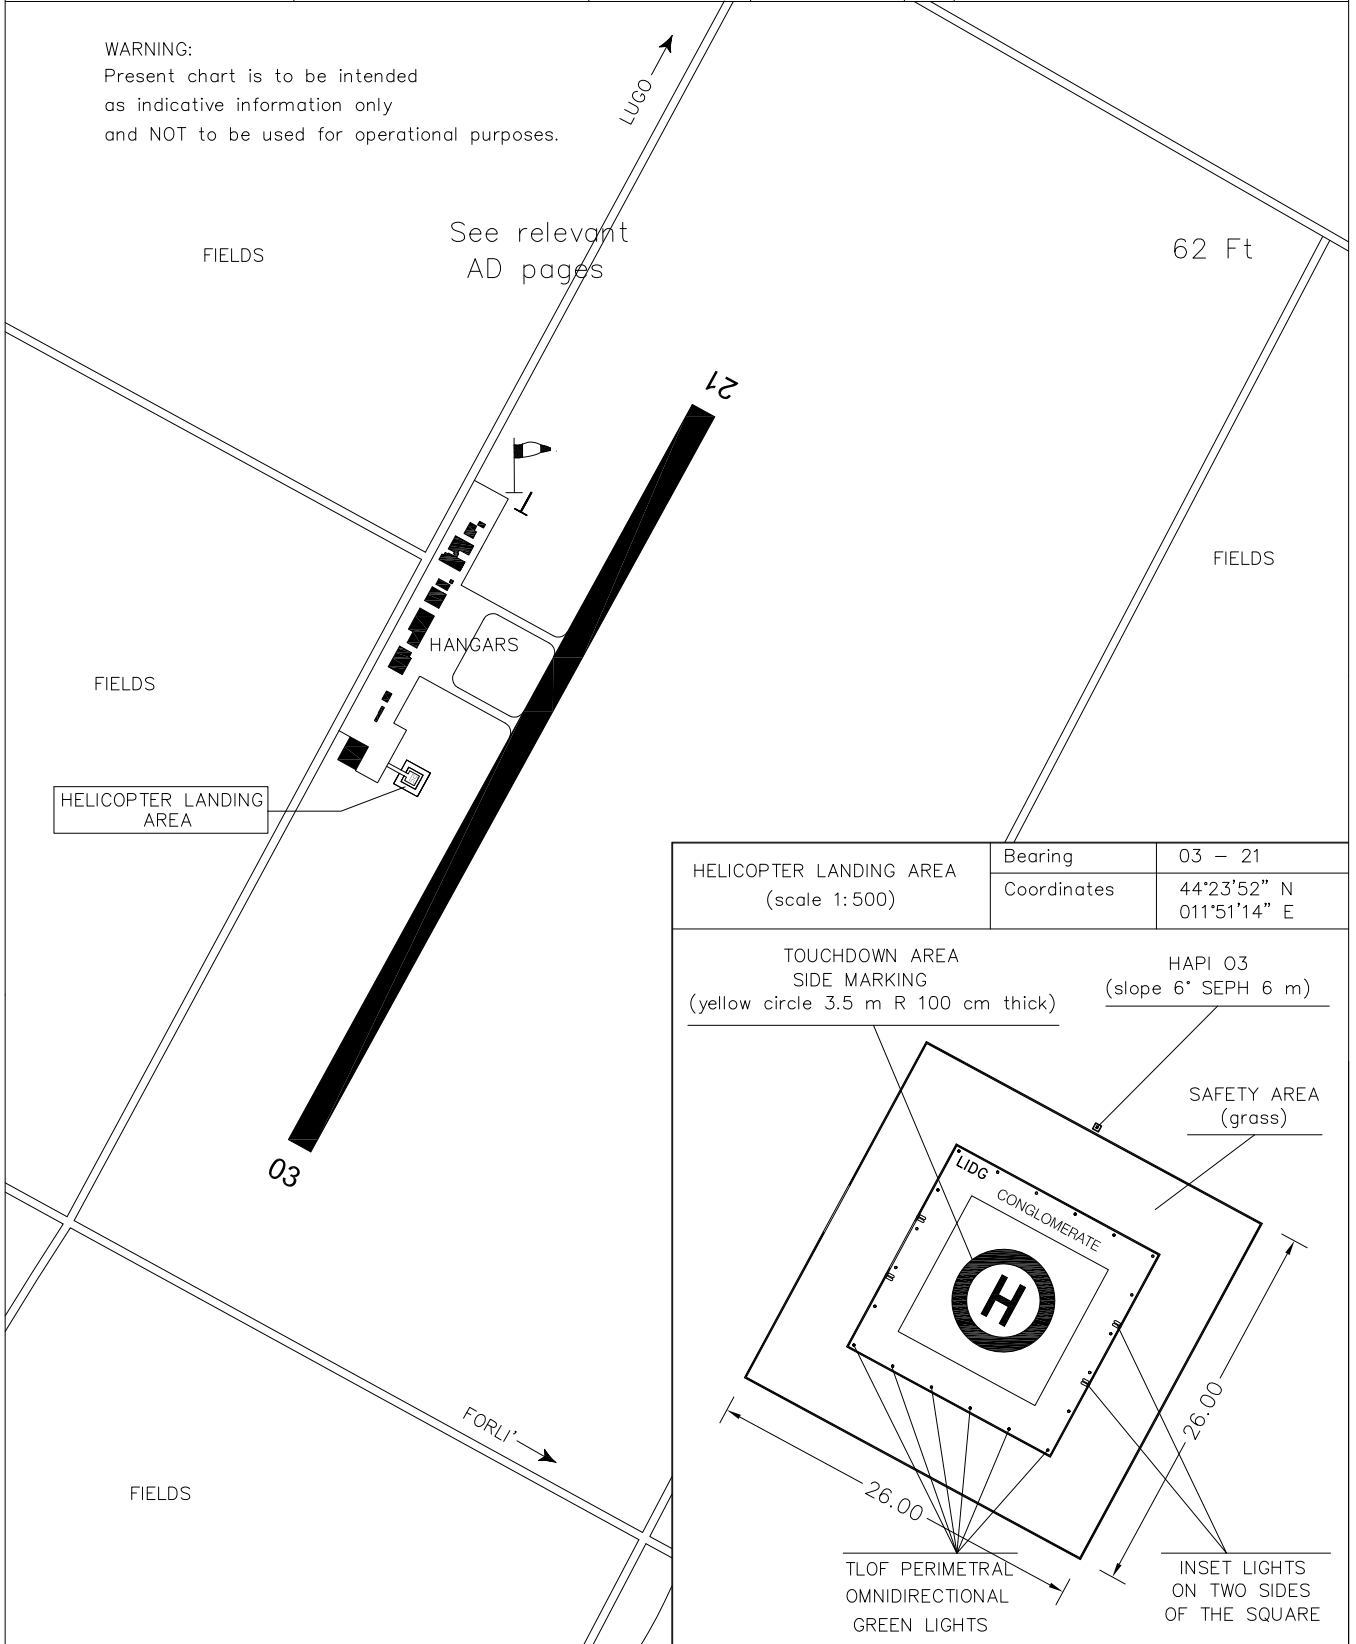 WARNING:
Present chart is to be intended
as indicative information only
and NOT to be used for operational purposes.
LUGO
See relevant
AD pages
FIELDS
62 Ft
21
FIELDS
HANGARS
FIELDS
HELICOPTER LANDING
AREA
03
FORLI'
FIELDS
HELICOPTER LANDING AREA
(scale 1:500)
Bearing
03 - 21
Coordinates
44°23'52" N
011°51'14" E
TOUCHDOWN AREA
SIDE MARKING
(yellow circle 3.5 m R 100 cm thick)
HAPI 03
(slope 6° SEPH 6 m)
SAFETY AREA
(grass)
LIDG
CONGLOMERATE
H
26.00
26.00
TLOF PERIMETRAL
OMNIDIRECTIONAL
GREEN LIGHTS
INSET LIGHTS
ON TWO SIDES
OF THE SQUARE